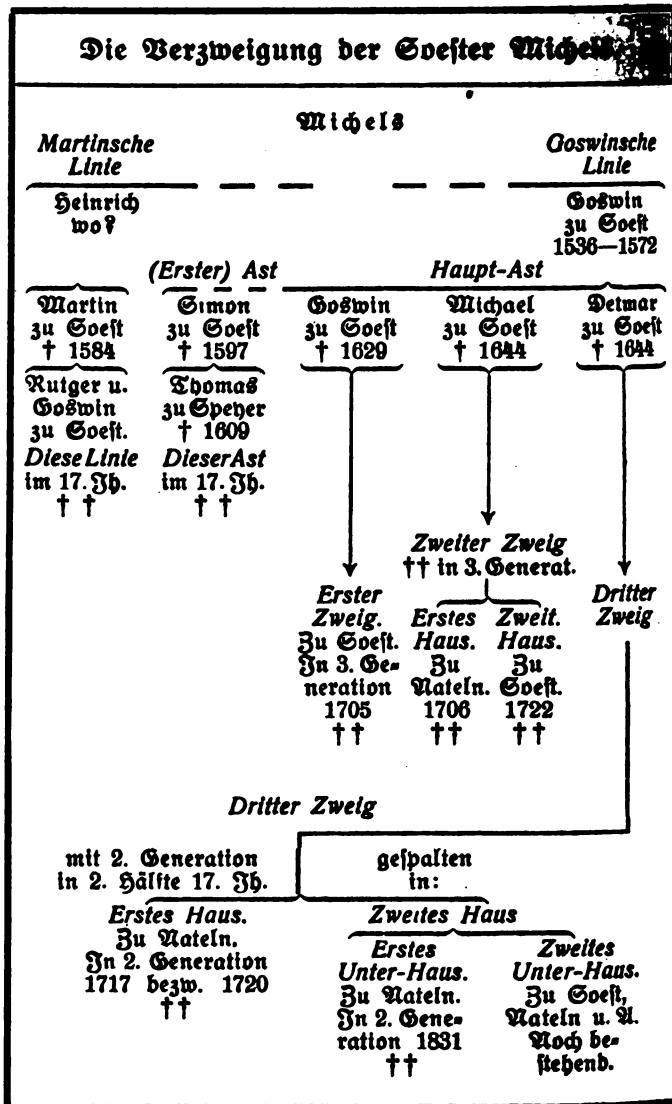 Die Verzweigung der Soester Michels
Michels
Martinsche
Linie
Goswinsche
Linie
Heinrich
wo?
Goswin
zu Soest
1536—1572
(Erster) Ast
Haupt-Ast
Martin
zu Soest
† 1584
Simon
zu Soest
† 1597
Goswin
zu Soest
† 1629
Michael
zu Soest
† 1644
Detmar
zu Soest
† 1644
Rutger u.
Goswin
zu Soest.
Diese Linie
im 17. Jh.
† †
Thomas
zu Speyer
† 1609
Dieser Ast
im 17. Jh.
† †
Zweiter Zweig
†† in 3. Generat.
Erster
Zweig.
Zu Soest.
In 3. Ge-
neration
1705
††
Erstes
Haus.
Zu
Nateln.
1706
††
Zweit.
Haus.
Zu
Soest.
1722
††
Dritter
Zweig
Dritter Zweig
mit 2. Generation
in 2. Hälfte 17. Jh.
gespalten
in:
Erstes Haus.
Zu Nateln.
In 2. Generation
1717 bezw. 1720
††
Zweites Haus
Erstes
Unter-Haus.
Zu Nateln.
In 2. Gene-
ration 1831
††
Zweites
Unter-Haus.
Zu Soest,
Nateln u. A.
Noch be-
stehend.